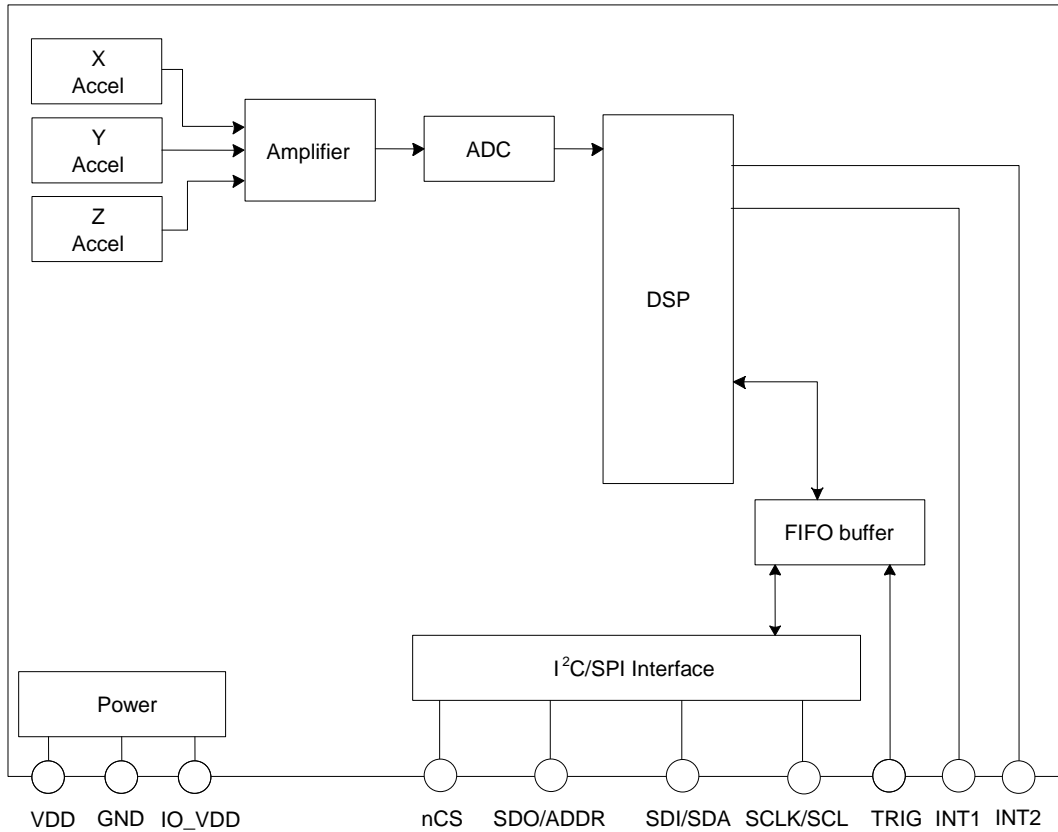 X
Accel
Y
Accel
Z
Accel
Amplifier
ADC
DSP
FIFO buffer
I²C/SPI Interface
Power
VDD
GND
IO_VDD
nCS
SDO/ADDR
SDI/SDA
SCLK/SCL
TRIG
INT1
INT2